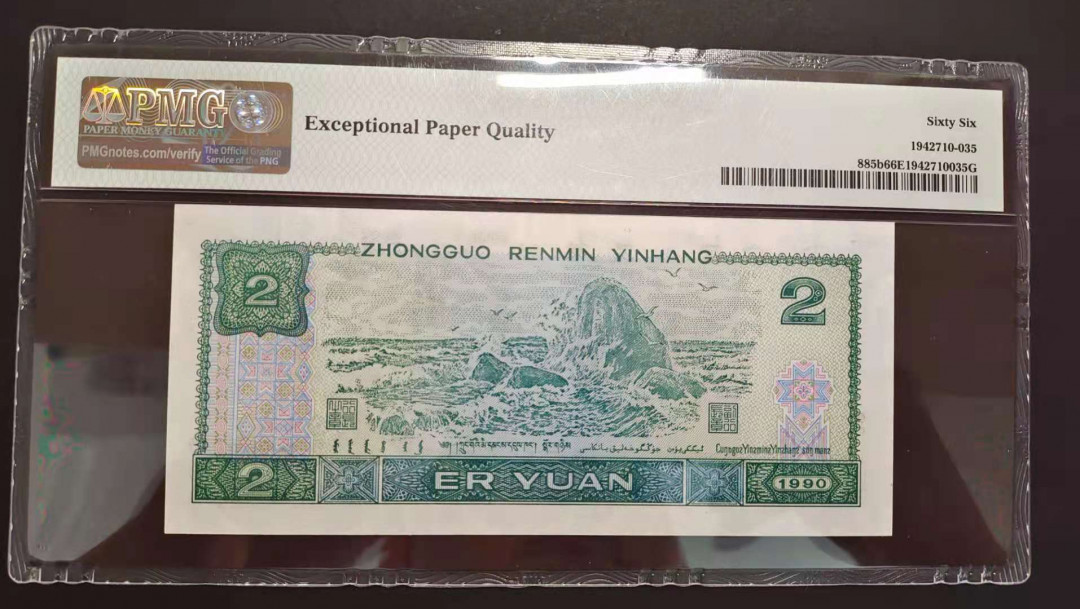 PMG
PAPER MONEY GUARANTY
PMGnotes.com/verify
The Official Grading
Service of the PNG
Exceptional Paper Quality
Sixty Six
1942710-035
885b66E1942710035G
ZHONGGUO RENMIN YINHANG
2
2
2 ER YUAN 1990